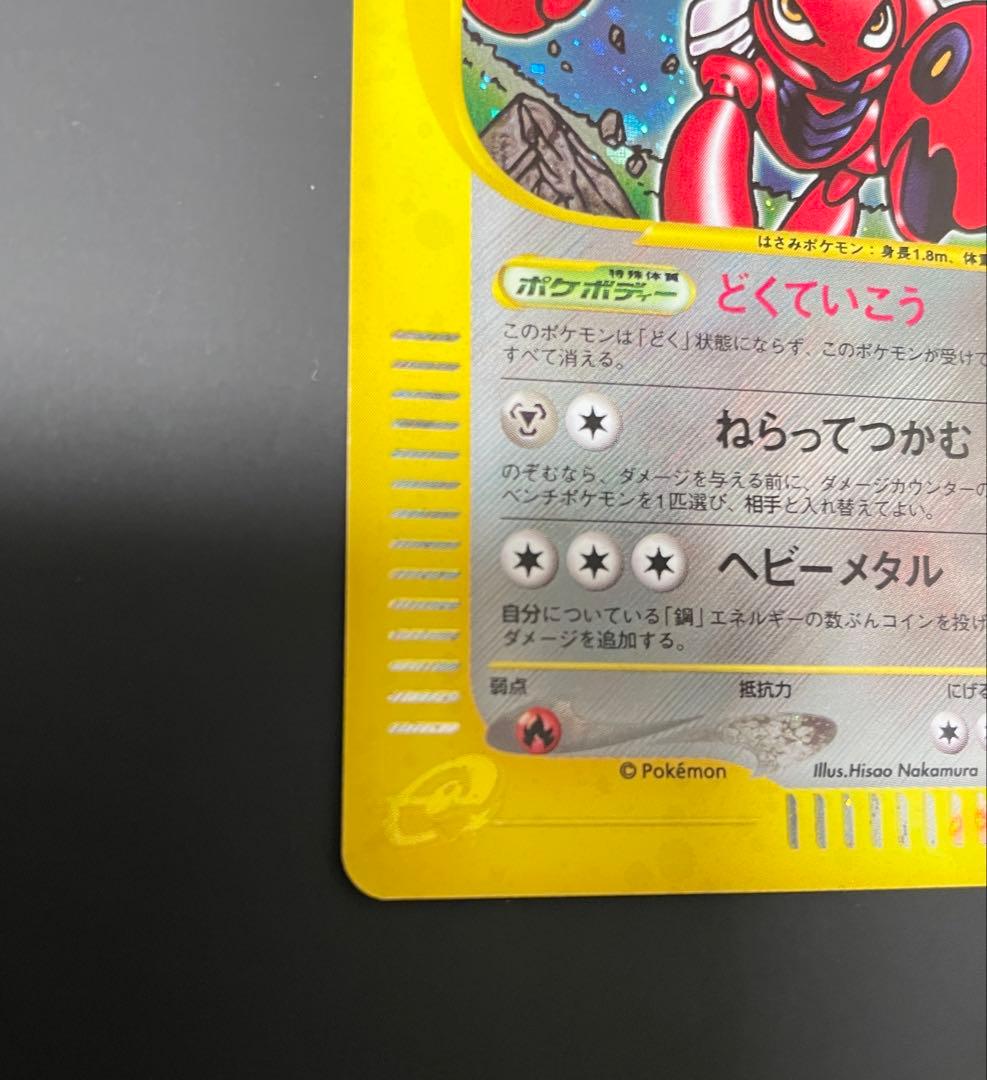 はさみポケモン：身長1.8m、体重
特殊体質
ポケボディー どくていこう
このポケモンは「どく」状態にならず、このポケモンが受けて
すべて消える。
ねらってつかむ
のぞむなら、ダメージを与える前に、ダメージカウンターの
ベンチポケモンを1匹選び、相手と入れ替えてよい。
ヘビーメタル
自分についている「鋼」エネルギーの数ぶんコインを投げ
ダメージを追加する。
弱点 抵抗力 にげる
© Pokémon Illus.Hisao Nakamura